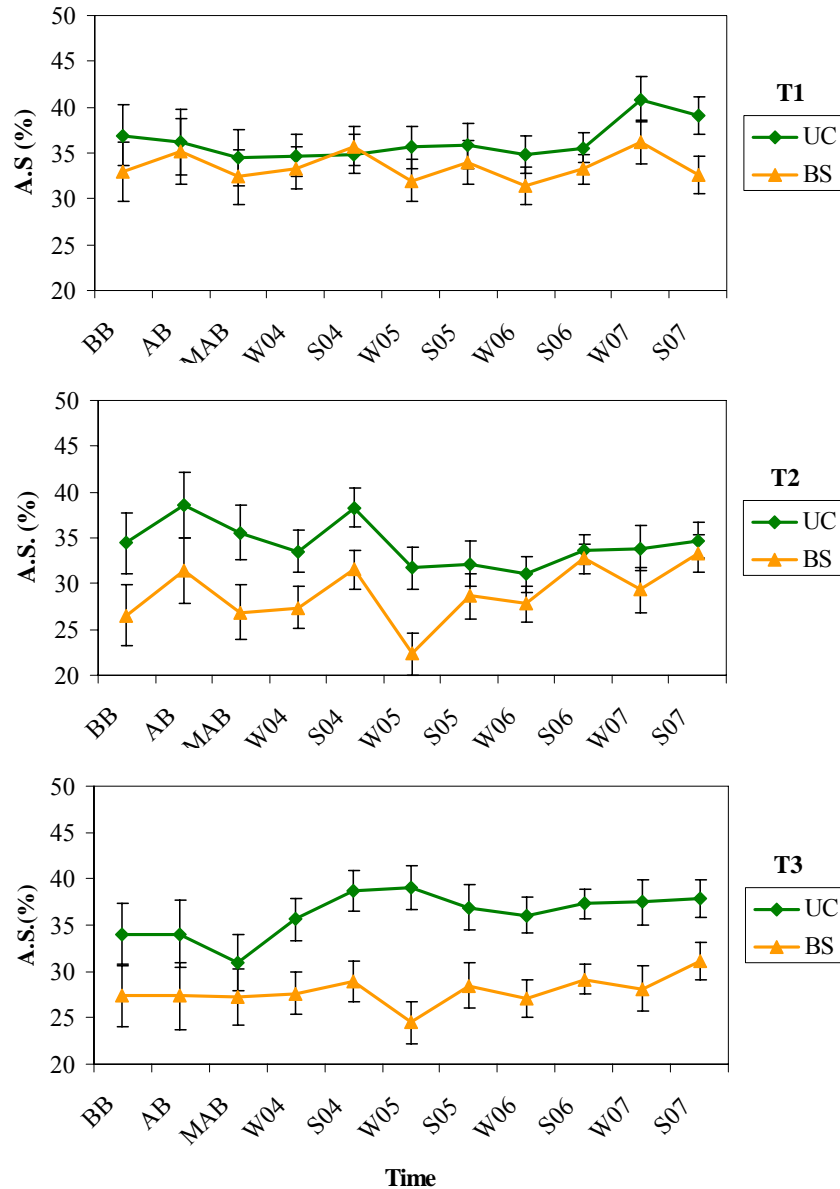 50
45
40
35
30
25
20
A.S (%)
BB
AB
MAB
W04
S04
W05
S05
W06
S06
W07
S07
T1
UC
BS
50
45
40
35
30
25
20
A.S. (%)
BB
AB
MAB
W04
S04
W05
S05
W06
S06
W07
S07
T2
UC
BS
50
45
40
35
30
25
20
A.S.(%)
BB
AB
MAB
W04
S04
W05
S05
W06
S06
W07
S07
T3
UC
BS
Time